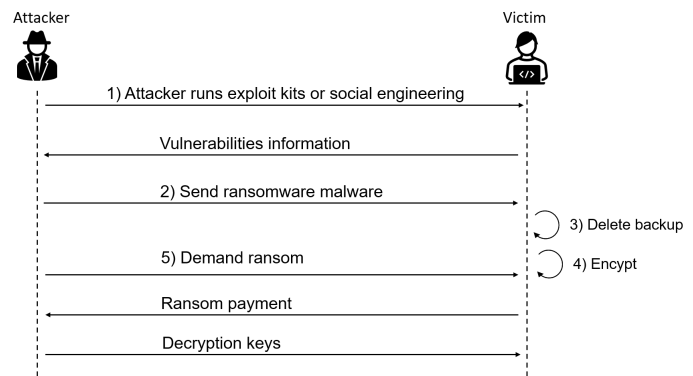 Attacker
Victim
</>
1) Attacker runs exploit kits or social engineering
Vulnerabilities information
2) Send ransomware malware
3) Delete backup
5) Demand ransom
4) Encypt
Ransom payment
Decryption keys